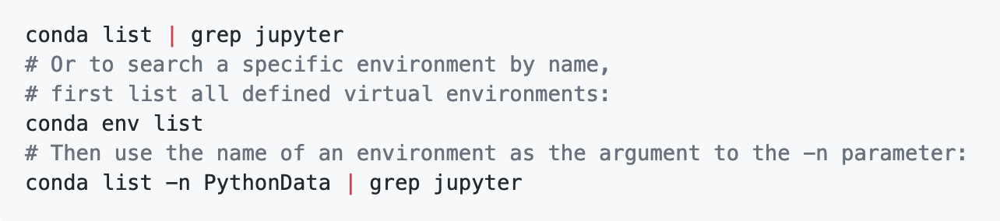 conda list | grep jupyter
# Or to search a specific environment by name,
# first list all defined virtual environments:
conda env list
# Then use the name of an environment as the argument to the -n parameter:
conda list -n PythonData | grep jupyter